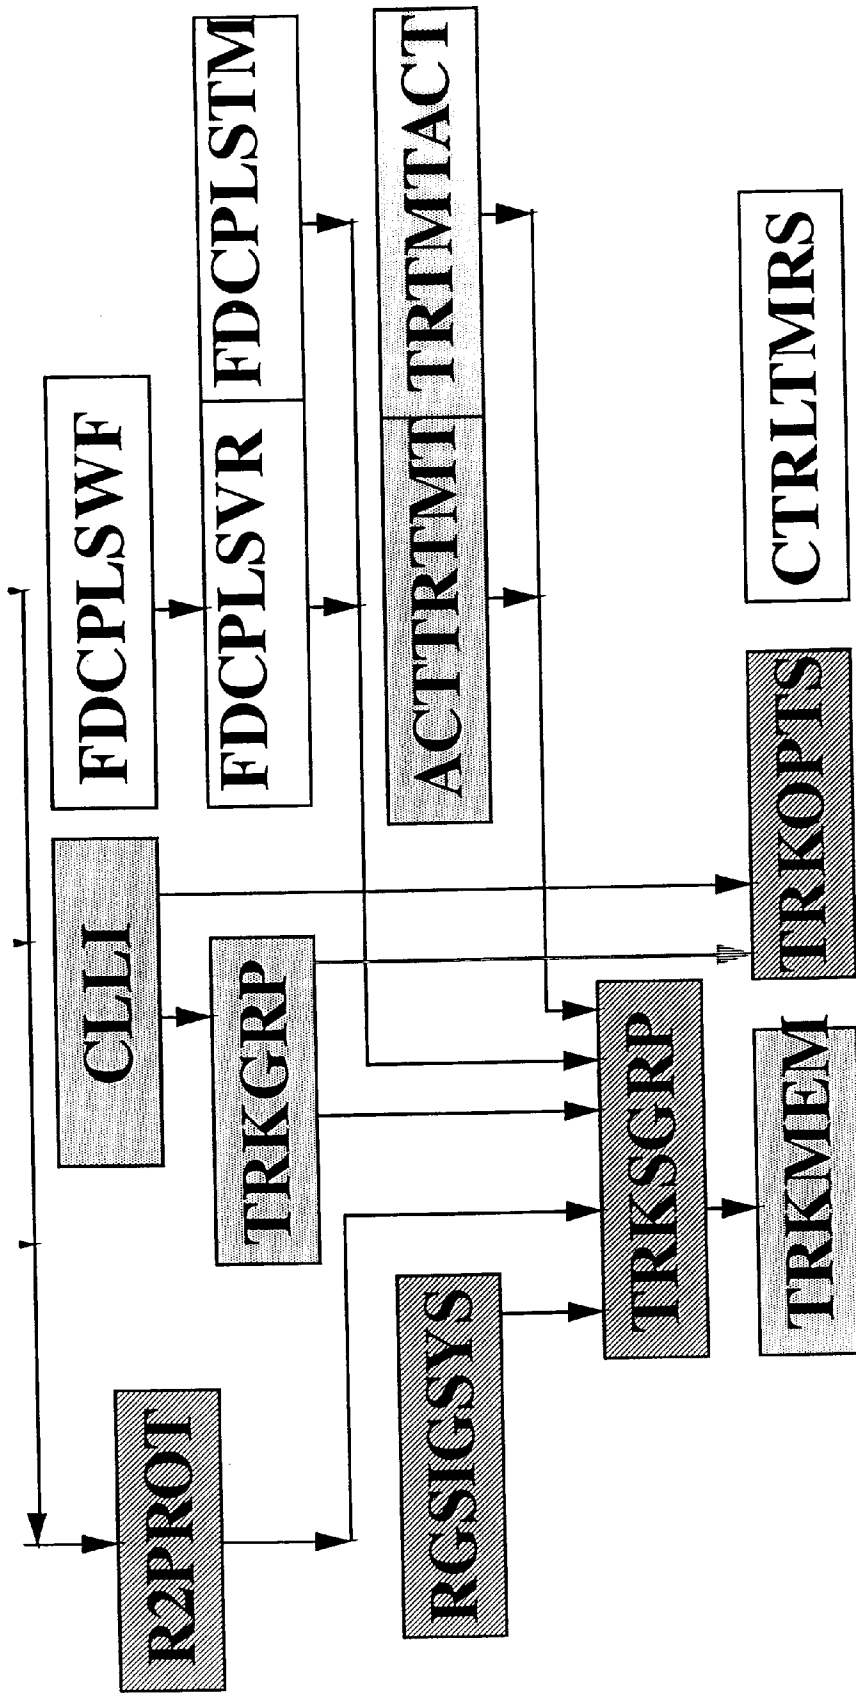 FDCPLSWF
CLLI
R2PROT
FDCPLSVR
FDCPLSTM
TRKGRP
ACTTRTMT
TRTMTACT
RGSIGSYS
TRKSGRP
TRKMEM
TRKOPTS
CTRLTMRS